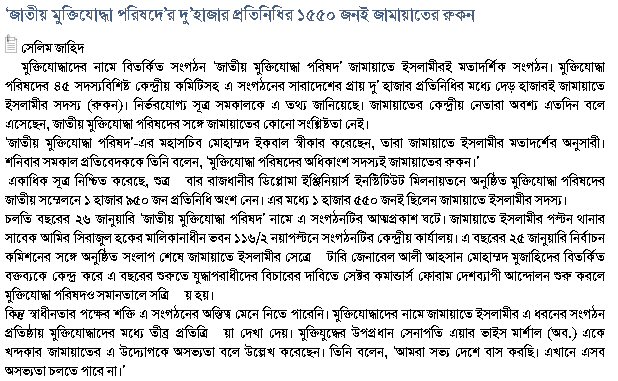 'জাতীয় মুক্তিযোদ্ধা পরিষদে'র দু'হাজার প্রতিনিধির ১৫৫০ জনই জামায়াতের রুকন
সেলিম জাহিদ
মুক্তিযোদ্ধাদের নামে বিতর্কিত সংগঠন 'জাতীয় মুক্তিযোদ্ধা পরিষদ' জামায়াতে ইসলামীরই মতাদর্শিক সংগঠন। মুক্তিযোদ্ধা
পরিষদের ৪৫ সদস্যবিশিষ্ট কেন্দ্রীয় কমিটিসহ এ সংগঠনের সারাদেশের প্রায় দু' হাজার প্রতিনিধির মধ্যে দেড় হাজারই জামায়াতে
ইসলামীর সদস্য (রুকন)। নির্ভরযোগ্য সূত্র সমকালকে এ তথ্য জানিয়েছে। জামায়াতের কেন্দ্রীয় নেতারা অবশ্য এতদিন বলে
এসেছেন, জাতীয় মুক্তিযোদ্ধা পরিষদের সঙ্গে জামায়াতের কোনো সংশ্লিষ্টতা নেই।
'জাতীয় মুক্তিযোদ্ধা পরিষদ'-এর মহাসচিব মোহাম্মদ ইকবাল স্বীকার করেছেন, তারা জামায়াতে ইসলামীর মতাদর্শের অনুসারী।
শনিবার সমকাল প্রতিবেদককে তিনি বলেন, 'মুক্তিযোদ্ধা পরিষদের অধিকাংশ সদস্যই জামায়াতের রুকন।'
একাধিক সূত্র নিশ্চিত করেছে, শুত্র বার রাজধানীর ডিপ্লোমা ইঞ্জিনিয়ার্স ইনস্টিটিউট মিলনায়তনে অনুষ্ঠিত মুক্তিযোদ্ধা পরিষদের
জাতীয় সম্মেলনে ১ হাজার ৯৫০ জন প্রতিনিধি অংশ নেন। এর মধ্যে ১ হাজার ৫৫০ জনই ছিলেন জামায়াতে ইসলামীর সদস্য।
চলতি বছরের ২৬ জানুয়ারি 'জাতীয় মুক্তিযোদ্ধা পরিষদ' নামে এ সংগঠনটির আত্মপ্রকাশ ঘটে। জামায়াতে ইসলামীর পল্টন থানার
সাবেক আমির সিরাজুল হকের মালিকানাধীন ভবন ১১৬/২ নয়াপল্টনে সংগঠনটির কেন্দ্রীয় কার্যালয়। এ বছরের ২৫ জানুয়ারি নির্বাচন
কমিশনের সঙ্গে অনুষ্ঠিত সংলাপ শেষে জামায়াতে ইসলামীর সেত্রে টারি জেনারেল আলী আহসান মোহাম্মদ মুজাহিদের বিতর্কিত
বক্তব্যকে কেন্দ্র করে এ বছরের শুরুতে যুদ্ধাপরাধীদের বিচারের দাবিতে সেক্টর কমান্ডার্স ফোরাম দেশব্যাপী আন্দোলন শুরু করলে
মুক্তিযোদ্ধা পরিষদও সমানতালে সত্রি য় হয়।
কিন্তু স্বাধীনতার পক্ষের শক্তি এ সংগঠনের অস্তিত্ব মেনে নিতে পারেনি। মুক্তিযোদ্ধাদের নামে জামায়াতে ইসলামীর এ ধরনের সংগঠন
প্রতিষ্ঠায় মুক্তিযোদ্ধাদের মধ্যে তীব্র প্রতিত্রি য়া দেখা দেয়। মুক্তিযুদ্ধের উপপ্রধান সেনাপতি এয়ার ভাইস মার্শাল (অব.) একে
খন্দকার জামায়াতের এ উদ্যোগকে অসভ্যতা বলে উল্লেখ করেছেন। তিনি বলেন, 'আমরা সভ্য দেশে বাস করছি। এখানে এসব
অসভ্যতা চলতে পারে না।'